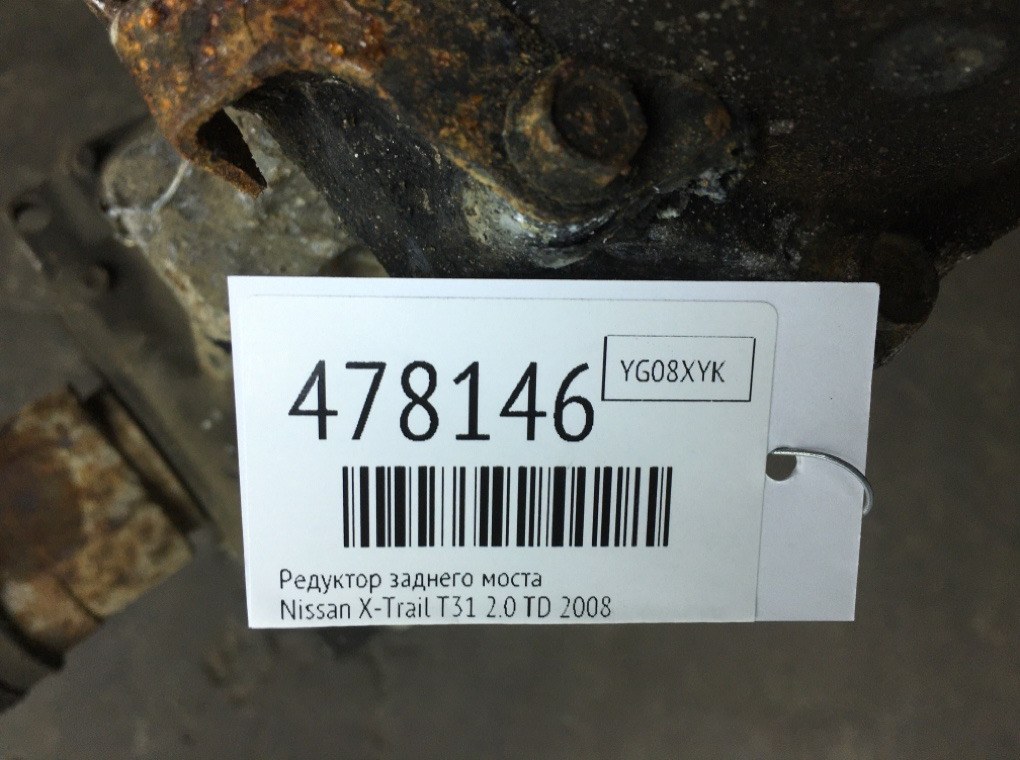 478146
YG08XYK
Редуктор заднего моста
Nissan X-Trail T31 2.0 TD 2008